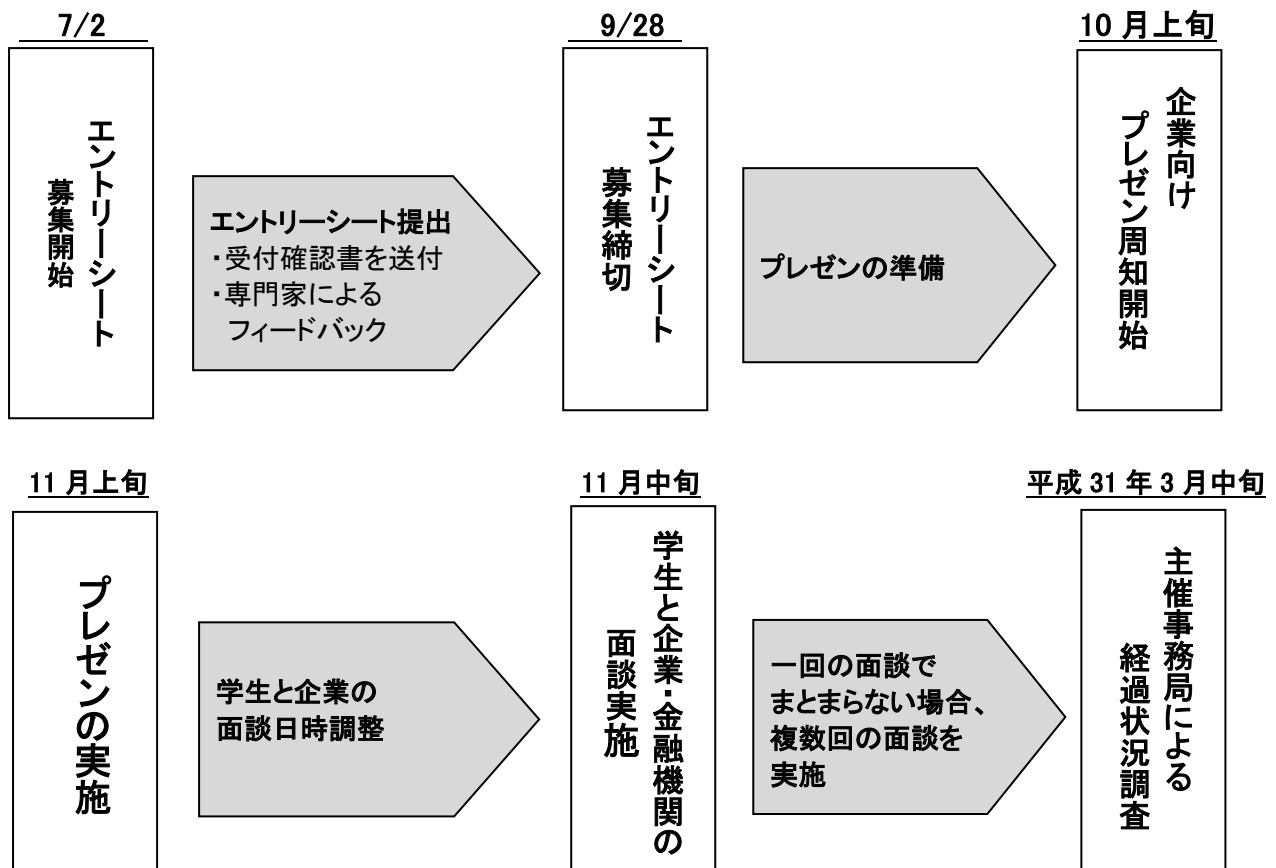 7/2
エントリーシート
募集開始
エントリーシート提出
・受付確認書を送付
・専門家による
フィードバック
9/28
エントリーシート
募集締切
プレゼンの準備
10 月上旬
企業向け
プレゼン周知開始
11 月上旬
プレゼンの実施
学生と企業の
面談日時調整
11 月中旬
学生と企業・金融機関の
面談実施
一回の面談で
まとまらない場合、
複数回の面談を
実施
平成 31 年 3 月中旬
主催事務局による
経過状況調査